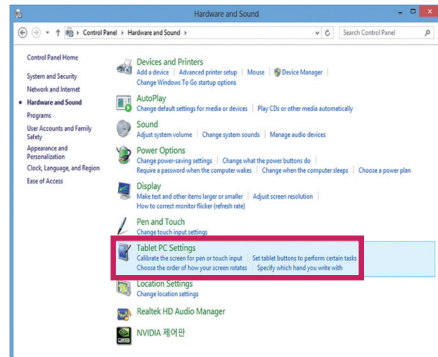 Hardware and Sound
Control Panel › Hardware and Sound ›
Search Control Panel
Control Panel Home
System and Security
Network and Internet
Hardware and Sound
Programs
User Accounts and Family
Safety
Appearance and
Personalization
Clock, Language, and Region
Ease of Access
Devices and Printers
Add a device | Advanced printer setup | Mouse | Device Manager |
Change Windows To Go startup options
AutoPlay
Change default settings for media or devices | Play CDs or other media automatically
Sound
Adjust system volume | Change system sounds | Manage audio devices
Power Options
Change power-saving settings | Change what the power buttons do |
Require a password when the computer wakes | Change when the computer sleeps | Choose a power plan
Display
Make text and other items larger or smaller | Adjust screen resolution |
How to correct monitor flicker (refresh rate)
Pen and Touch
Change touch input settings
Tablet PC Settings
Calibrate the screen for pen or touch input | Set tablet buttons to perform certain tasks
Choose the order of how your screen rotates | Specify which hand you write with
Location Settings
Change location settings
Realtek HD Audio Manager
NVIDIA 제어판